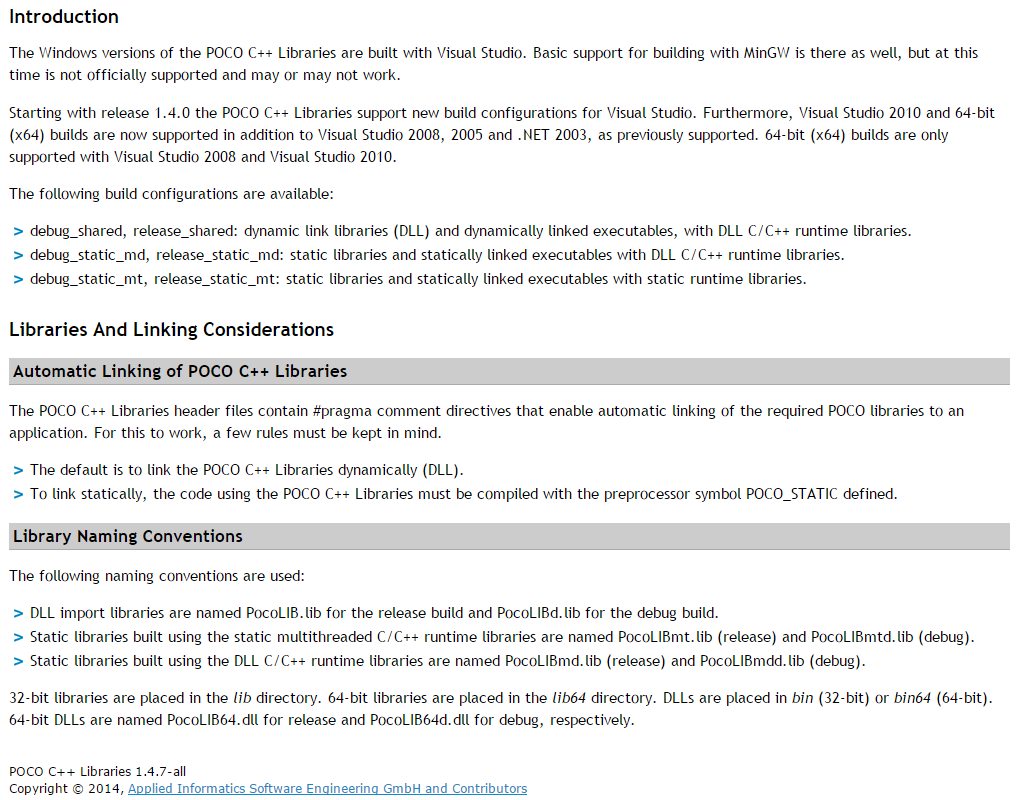 Introduction
The Windows versions of the POCO C++ Libraries are built with Visual Studio. Basic support for building with MinGW is there as well, but at this
time is not officially supported and may or may not work.
Starting with release 1.4.0 the POCO C++ Libraries support new build configurations for Visual Studio. Furthermore, Visual Studio 2010 and 64-bit
(x64) builds are now supported in addition to Visual Studio 2008, 2005 and .NET 2003, as previously supported. 64-bit (x64) builds are only
supported with Visual Studio 2008 and Visual Studio 2010.
The following build configurations are available:
> debug_shared, release_shared: dynamic link libraries (DLL) and dynamically linked executables, with DLL C/C++ runtime libraries.
> debug_static_md, release_static_md: static libraries and statically linked executables with DLL C/C++ runtime libraries.
> debug_static_mt, release_static_mt: static libraries and statically linked executables with static runtime libraries.
Libraries And Linking Considerations
Automatic Linking of POCO C++ Libraries
The POCO C++ Libraries header files contain #pragma comment directives that enable automatic linking of the required POCO libraries to an
application. For this to work, a few rules must be kept in mind.
> The default is to link the POCO C++ Libraries dynamically (DLL).
> To link statically, the code using the POCO C++ Libraries must be compiled with the preprocessor symbol POCO_STATIC defined.
Library Naming Conventions
The following naming conventions are used:
> DLL import libraries are named PocoLIB.lib for the release build and PocoLIBd.lib for the debug build.
> Static libraries built using the static multithreaded C/C++ runtime libraries are named PocoLIBmt.lib (release) and PocoLIBmtd.lib (debug).
> Static libraries built using the DLL C/C++ runtime libraries are named PocoLIBmd.lib (release) and PocoLIBmdd.lib (debug).
32-bit libraries are placed in the lib directory. 64-bit libraries are placed in the lib64 directory. DLLs are placed in bin (32-bit) or bin64 (64-bit).
64-bit DLLs are named PocoLIB64.dll for release and PocoLIB64d.dll for debug, respectively.
POCO C++ Libraries 1.4.7-all
Copyright © 2014, Applied Informatics Software Engineering GmbH and Contributors